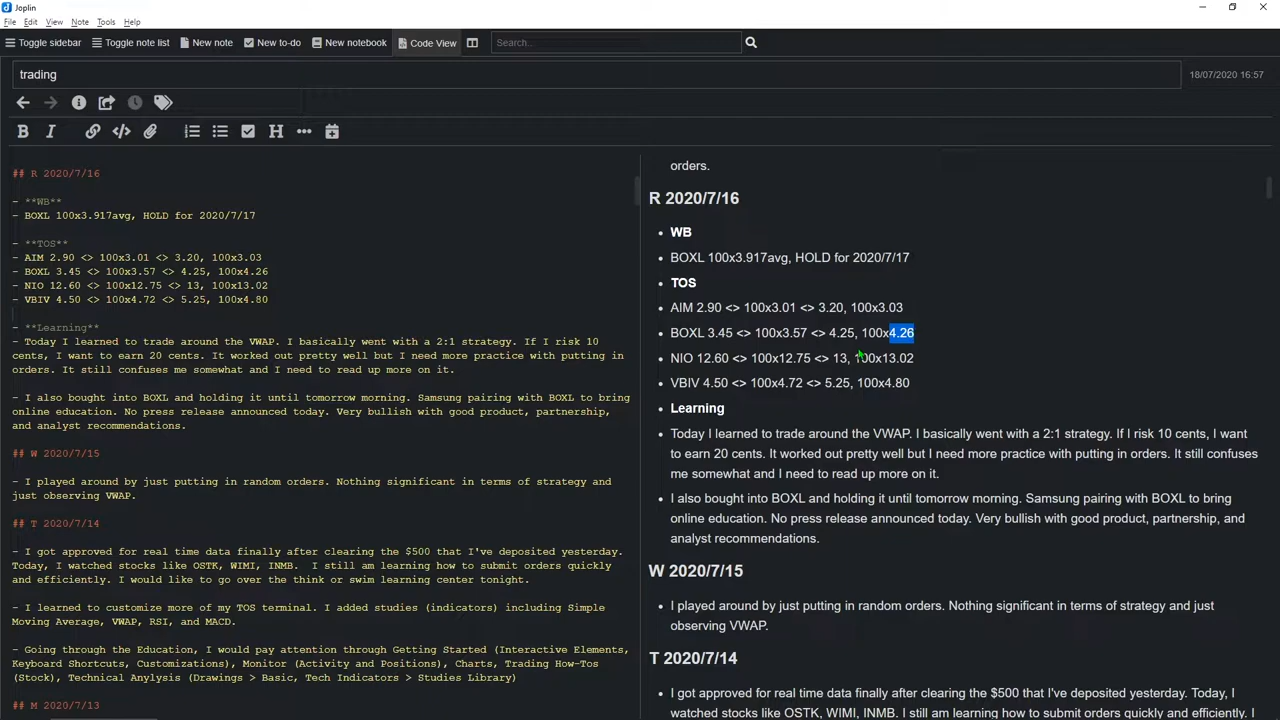 Joplin
File Edit View Note Tools Help
Toggle sidebar Toggle note list New note New to-do New notebook Code View Search...
trading
18/07/2020 16:57
## R 2020/7/16
- **WB**
- BOXL 100x3.917avg, HOLD for 2020/7/17
- **TOS**
- AIM 2.90 <> 100x3.01 <> 3.20, 100x3.03
- BOXL 3.45 <> 100x3.57 <> 4.25, 100x4.26
- NIO 12.60 <> 100x12.75 <> 13, 100x13.02
- VBIV 4.50 <> 100x4.72 <> 5.25, 100x4.80
- **Learning**
- Today I learned to trade around the VWAP. I basically went with a 2:1 strategy. If I risk 10
cents, I want to earn 20 cents. It worked out pretty well but I need more practice with putting in
orders. It still confuses me somewhat and I need to read up more on it.
- I also bought into BOXL and holding it until tomorrow morning. Samsung pairing with BOXL to bring
online education. No press release announced today. Very bullish with good product, partnership,
and analyst recommendations.
## W 2020/7/15
- I played around by just putting in random orders. Nothing significant in terms of strategy and
just observing VWAP.
## T 2020/7/14
- I got approved for real time data finally after clearing the $500 that I've deposited yesterday.
Today, I watched stocks like OSTK, WIMI, INMB.  I still am learning how to submit orders quickly
and efficiently. I would like to go over the think or swim learning center tonight.
- I learned to customize more of my TOS terminal. I added studies (indicators) including Simple
Moving Average, VWAP, RSI, and MACD.
- Going through the Education, I would pay attention through Getting Started (Interactive Elements,
Keyboard Shortcuts, Customizations), Monitor (Activity and Positions), Charts, Trading How-Tos
(Stock), Technical Anylysis (Drawings > Basic, Tech Indicators > Studies Library)
## M 2020/7/13
orders.
R 2020/7/16
WB
BOXL 100x3.917avg, HOLD for 2020/7/17
TOS
AIM 2.90 <> 100x3.01 <> 3.20, 100x3.03
BOXL 3.45 <> 100x3.57 <> 4.25, 100x4.26
NIO 12.60 <> 100x12.75 <> 13, 100x13.02
VBIV 4.50 <> 100x4.72 <> 5.25, 100x4.80
Learning
Today I learned to trade around the VWAP. I basically went with a 2:1 strategy. If I risk 10 cents, I want
to earn 20 cents. It worked out pretty well but I need more practice with putting in orders. It still confuses
me somewhat and I need to read up more on it.
I also bought into BOXL and holding it until tomorrow morning. Samsung pairing with BOXL to bring
online education. No press release announced today. Very bullish with good product, partnership, and
analyst recommendations.
W 2020/7/15
I played around by just putting in random orders. Nothing significant in terms of strategy and just
observing VWAP.
T 2020/7/14
I got approved for real time data finally after clearing the $500 that I've deposited yesterday. Today, I
watched stocks like OSTK, WIMI, INMB. I still am learning how to submit orders quickly and efficiently. I